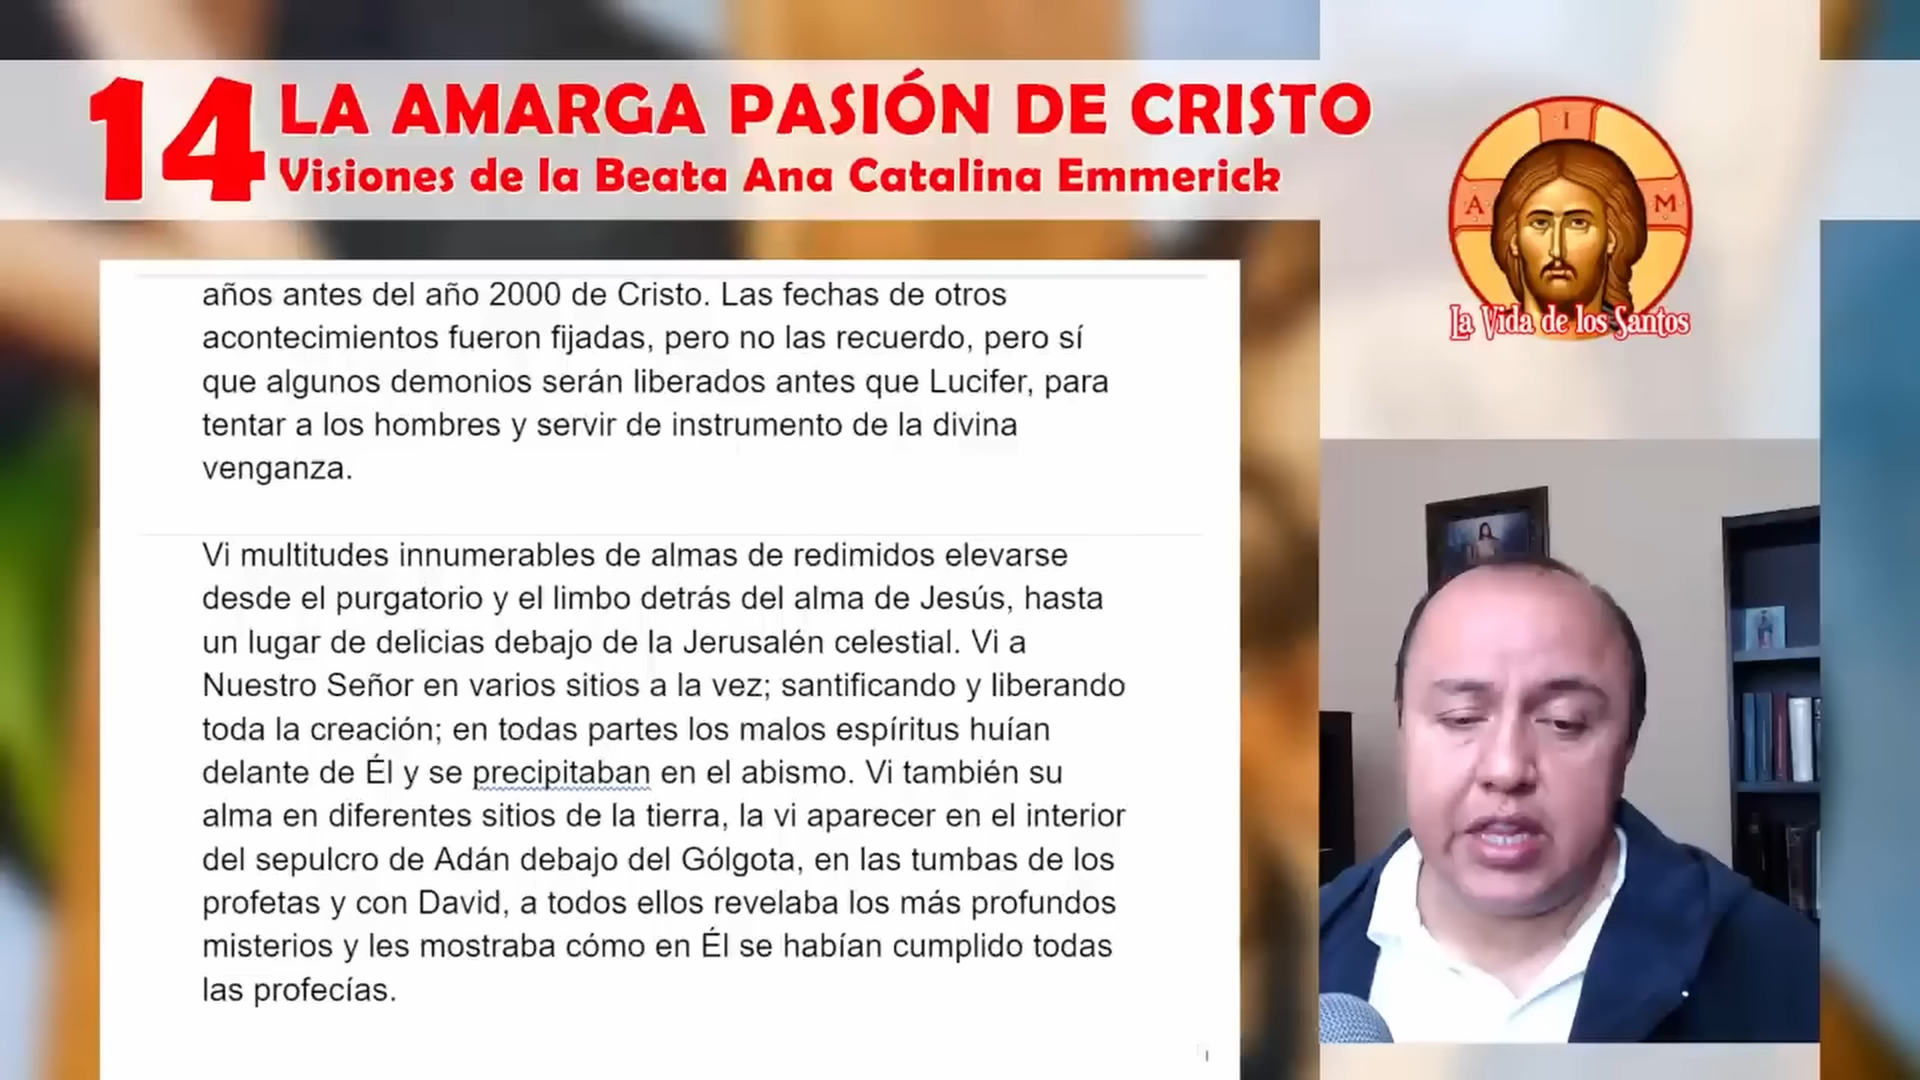 14
LA AMARGA PASIÓN DE CRISTO
Visiones de la Beata Ana Catalina Emmerick
I
A M
La Vida de los Santos
años antes del año 2000 de Cristo. Las fechas de otros
acontecimientos fueron fijadas, pero no las recuerdo, pero sí
que algunos demonios serán liberados antes que Lucifer, para
tentar a los hombres y servir de instrumento de la divina
venganza.
Vi multitudes innumerables de almas de redimidos elevarse
desde el purgatorio y el limbo detrás del alma de Jesús, hasta
un lugar de delicias debajo de la Jerusalén celestial. Vi a
Nuestro Señor en varios sitios a la vez; santificando y liberando
toda la creación; en todas partes los malos espíritus huían
delante de Él y se precipitaban en el abismo. Vi también su
alma en diferentes sitios de la tierra, la vi aparecer en el interior
del sepulcro de Adán debajo del Gólgota, en las tumbas de los
profetas y con David, a todos ellos revelaba los más profundos
misterios y les mostraba cómo en Él se habían cumplido todas
las profecías.